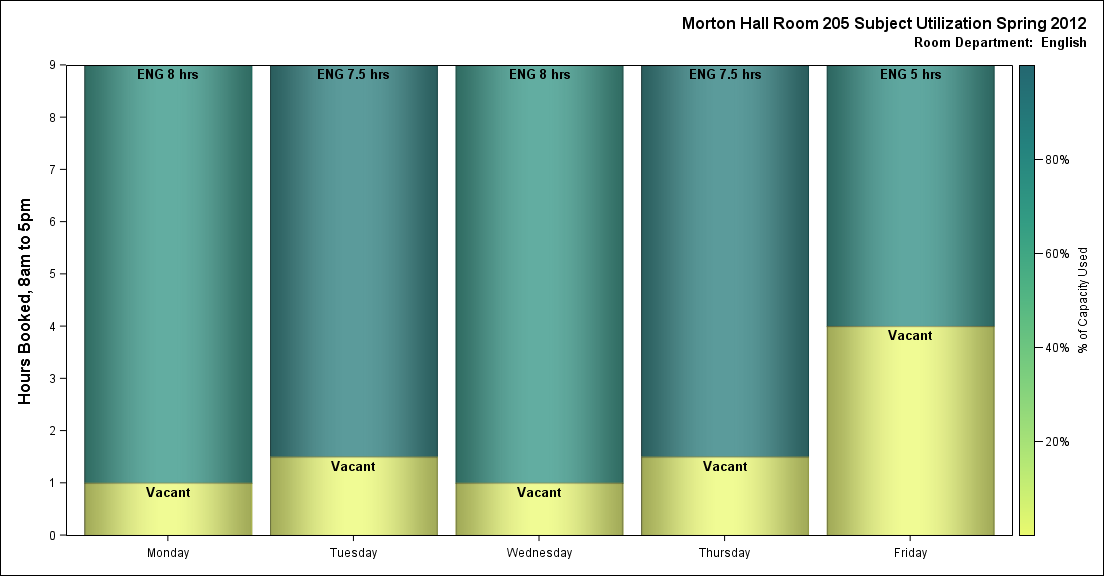 Morton Hall Room 205 Subject Utilization Spring 2012
Room Department:  English
Hours Booked, 8am to 5pm
9
8
7
6
5
4
3
2
1
0
ENG 8 hrs
ENG 7.5 hrs
ENG 8 hrs
ENG 7.5 hrs
ENG 5 hrs
Vacant
Vacant
Vacant
Vacant
Vacant
Monday
Tuesday
Wednesday
Thursday
Friday
80%
60%
40%
20%
% of Capacity Used